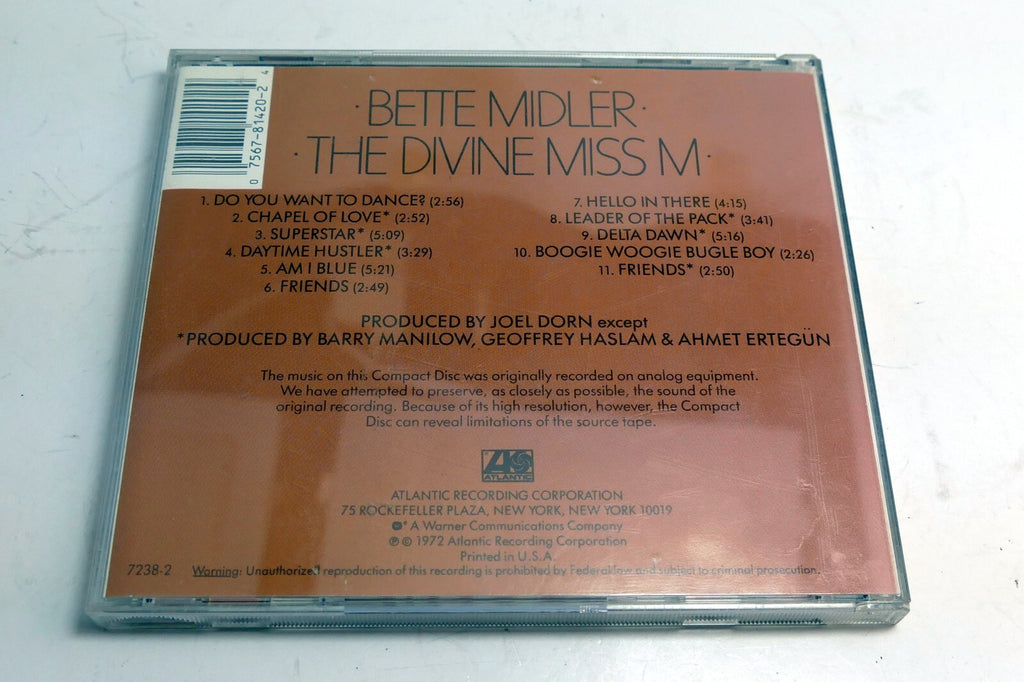 0 7567-81420-2 4
· BETTE MIDLER ·
· THE DIVINE MISS M ·
1. DO YOU WANT TO DANCE? (2:56)
2. CHAPEL OF LOVE* (2:52)
3. SUPERSTAR* (5:09)
4. DAYTIME HUSTLER* (3:29)
5. AM I BLUE (5:21)
6. FRIENDS (2:49)
7. HELLO IN THERE (4:15)
8. LEADER OF THE PACK* (3:41)
9. DELTA DAWN* (5:16)
10. BOOGIE WOOGIE BUGLE BOY (2:26)
11. FRIENDS* (2:50)
PRODUCED BY JOEL DORN except
*PRODUCED BY BARRY MANILOW, GEOFFREY HASLAM & AHMET ERTEGÜN
The music on this Compact Disc was originally recorded on analog equipment.
We have attempted to preserve, as closely as possible, the sound of the
original recording. Because of its high resolution, however, the Compact
Disc can reveal limitations of the source tape.
ATLANTIC
ATLANTIC RECORDING CORPORATION
75 ROCKEFELLER PLAZA, NEW YORK, NEW YORK 10019
A Warner Communications Company
℗ © 1972 Atlantic Recording Corporation
Printed in U.S.A.
7238-2 Warning: Unauthorized reproduction of this recording is prohibited by Federal law and subject to criminal prosecution.